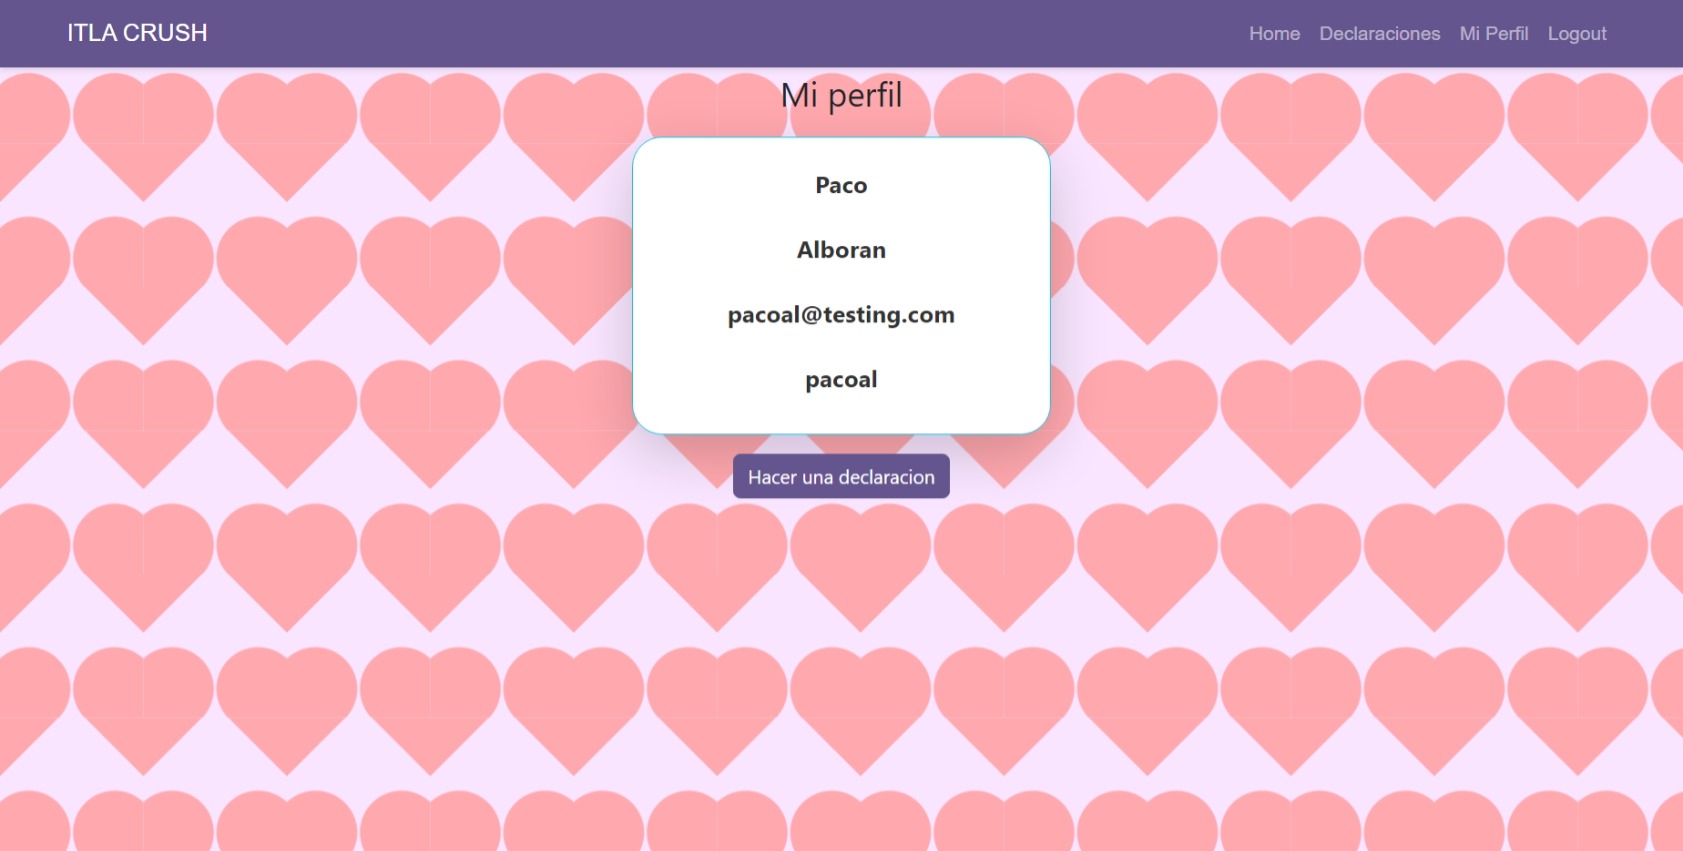 ITLA CRUSH
Home Declaraciones Mi Perfil Logout
Mi perfil
Paco
Alboran
pacoal@testing.com
pacoal
Hacer una declaracion